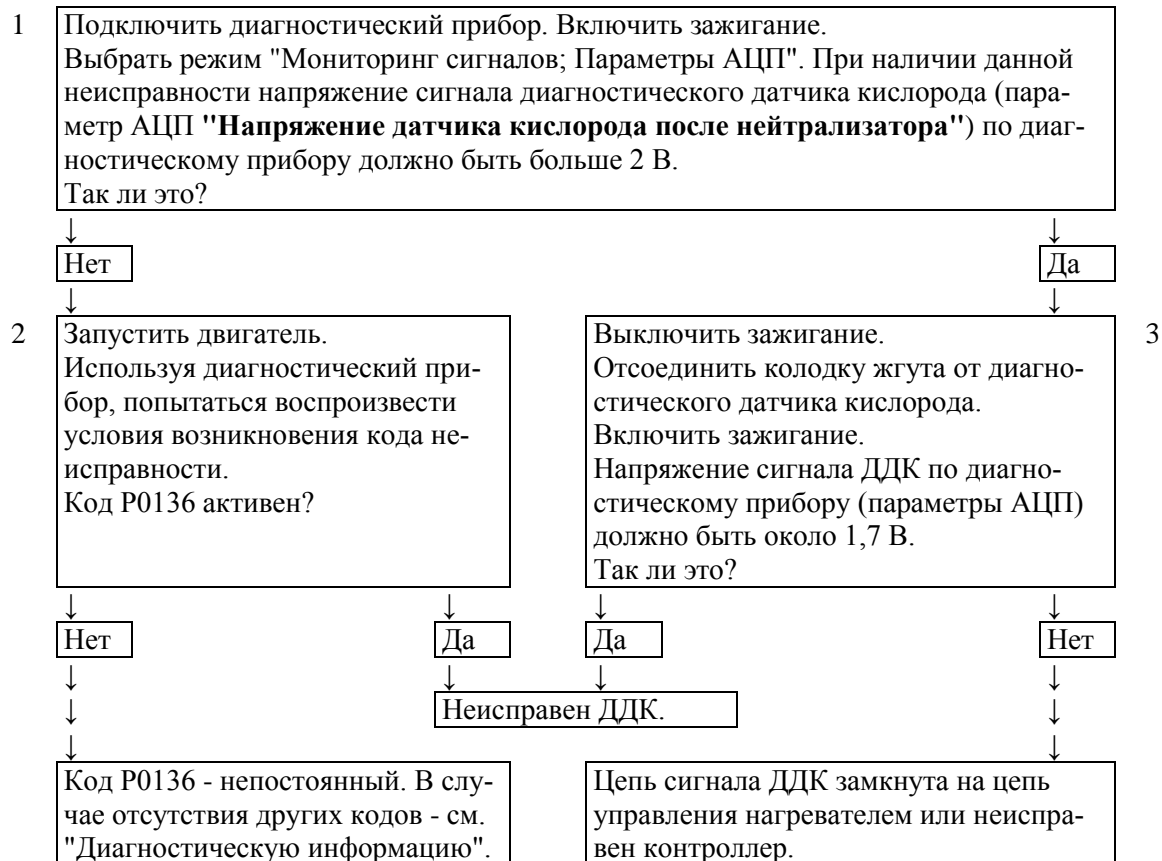 1
Подключить диагностический прибор. Включить зажигание.
Выбрать режим "Мониторинг сигналов; Параметры АЦП". При наличии данной
неисправности напряжение сигнала диагностического датчика кислорода (пара-
метр АЦП "Напряжение датчика кислорода после нейтрализатора") по диаг-
ностическому прибору должно быть больше 2 В.
Так ли это?
↓ ↓
Нет Да
↓ ↓
2
Запустить двигатель.
Используя диагностический при-
бор, попытаться воспроизвести
условия возникновения кода не-
исправности.
Код Р0136 активен?
3
Выключить зажигание.
Отсоединить колодку жгута от диагно-
стического датчика кислорода.
Включить зажигание.
Напряжение сигнала ДДК по диагно-
стическому прибору (параметры АЦП)
должно быть около 1,7 В.
Так ли это?
↓ ↓ ↓ ↓
Нет Да Да Нет
↓ ↓ ↓ ↓
↓ Неисправен ДДК. ↓
↓ ↓
Код Р0136 - непостоянный. В слу-
чае отсутствия других кодов - см.
"Диагностическую информацию".
Цепь сигнала ДДК замкнута на цепь
управления нагревателем или неиспра-
вен контроллер.